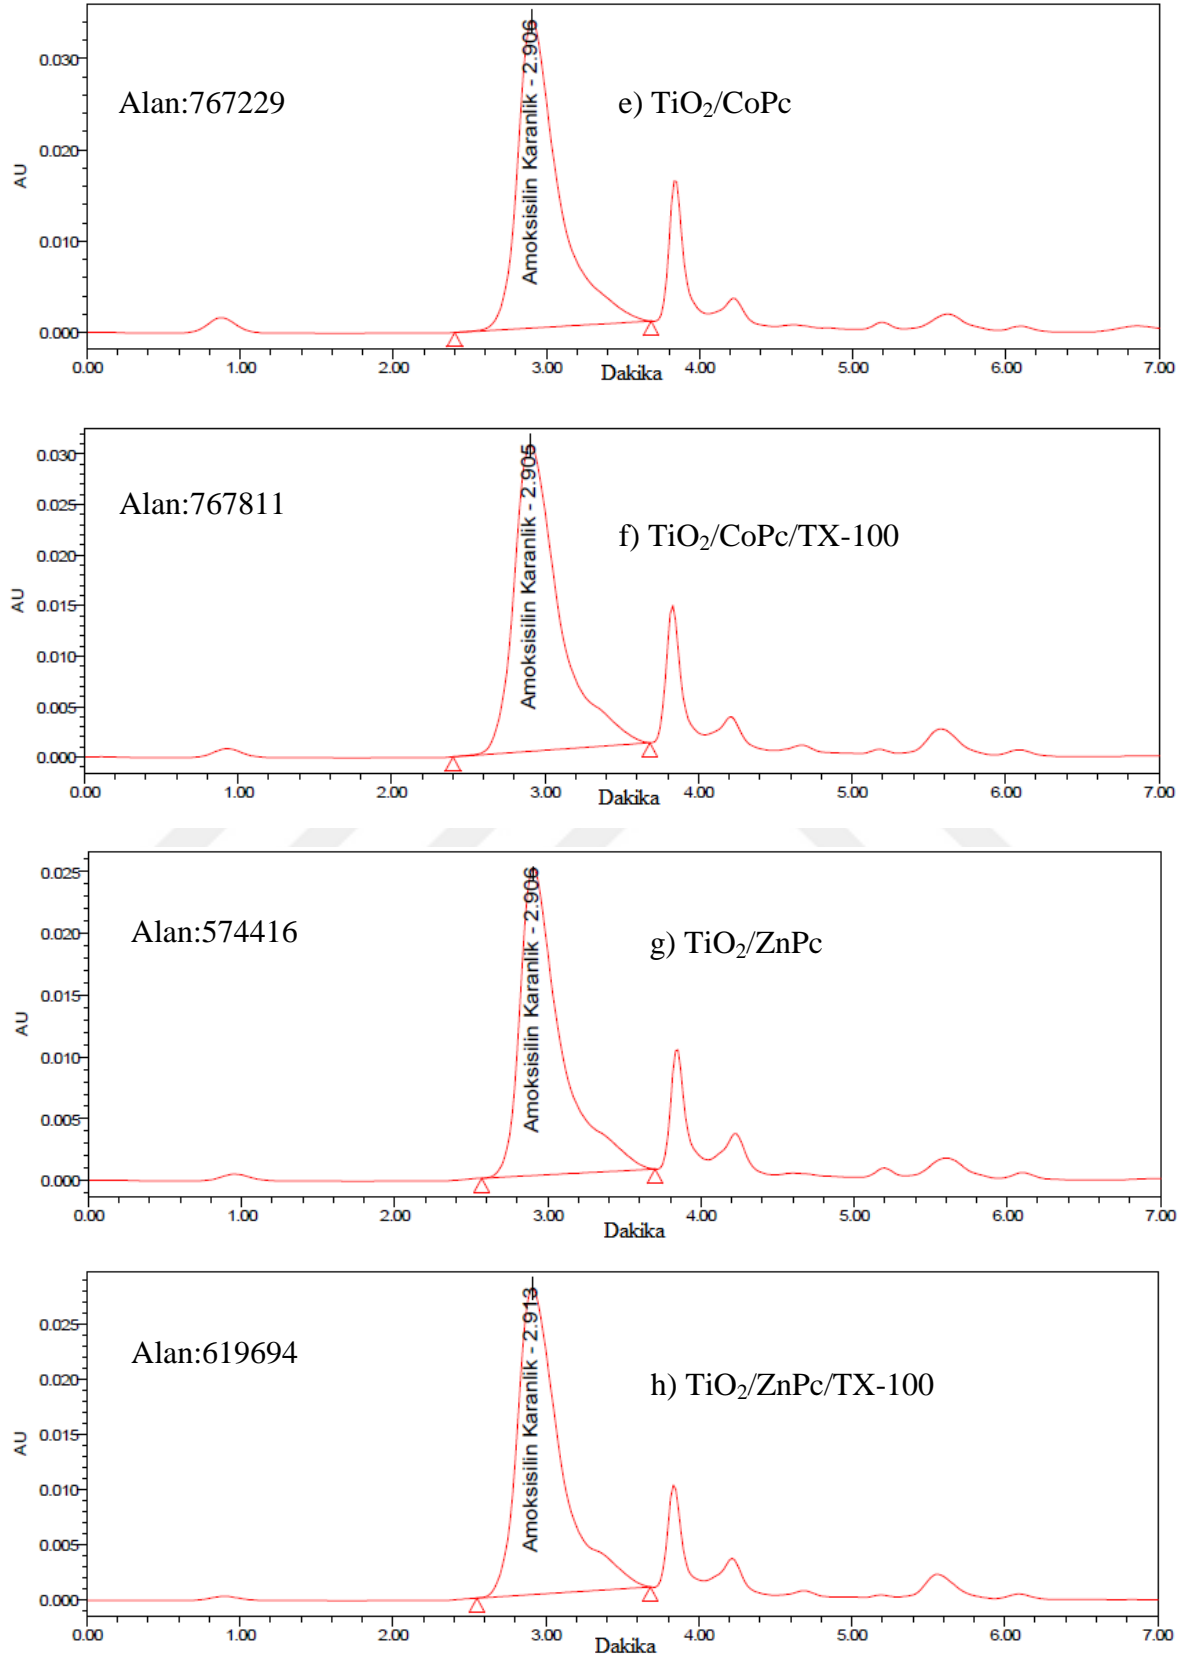 0.030
0.020
0.010
0.000
AU
Alan:767229
Amoksisilin Karanlik - 2.906
e) TiO₂/CoPc
0.00 1.00 2.00 3.00 4.00 5.00 6.00 7.00
Dakika
0.030
0.025
0.020
0.015
0.010
0.005
0.000
AU
Alan:767811
Amoksisilin Karanlik - 2.905
f) TiO₂/CoPc/TX-100
0.00 1.00 2.00 3.00 4.00 5.00 6.00 7.00
Dakika
0.025
0.020
0.015
0.010
0.005
0.000
AU
Alan:574416
Amoksisilin Karanlik - 2.906
g) TiO₂/ZnPc
0.00 1.00 2.00 3.00 4.00 5.00 6.00 7.00
Dakika
0.025
0.020
0.015
0.010
0.005
0.000
AU
Alan:619694
Amoksisilin Karanlik - 2.913
h) TiO₂/ZnPc/TX-100
0.00 1.00 2.00 3.00 4.00 5.00 6.00 7.00
Dakika